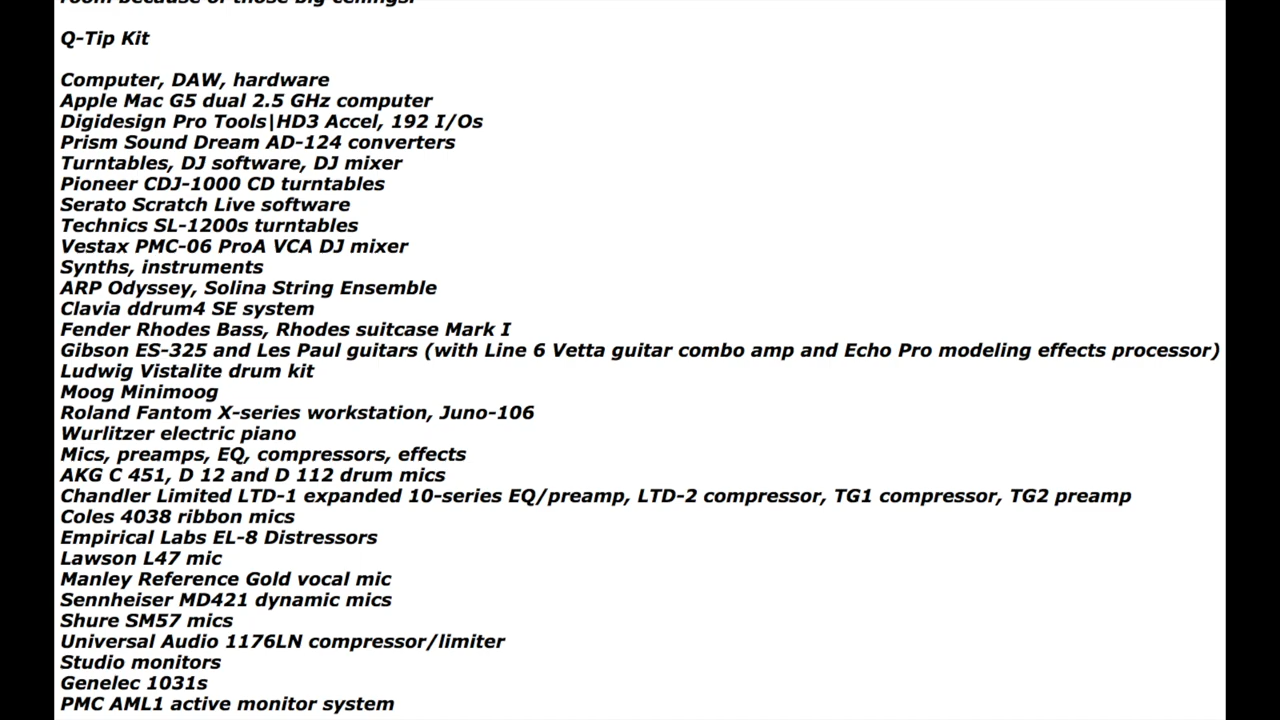 room because of those big ceilings.
Q-Tip Kit
Computer, DAW, hardware
Apple Mac G5 dual 2.5 GHz computer
Digidesign Pro Tools|HD3 Accel, 192 I/Os
Prism Sound Dream AD-124 converters
Turntables, DJ software, DJ mixer
Pioneer CDJ-1000 CD turntables
Serato Scratch Live software
Technics SL-1200s turntables
Vestax PMC-06 ProA VCA DJ mixer
Synths, instruments
ARP Odyssey, Solina String Ensemble
Clavia ddrum4 SE system
Fender Rhodes Bass, Rhodes suitcase Mark I
Gibson ES-325 and Les Paul guitars (with Line 6 Vetta guitar combo amp and Echo Pro modeling effects processor)
Ludwig Vistalite drum kit
Moog Minimoog
Roland Fantom X-series workstation, Juno-106
Wurlitzer electric piano
Mics, preamps, EQ, compressors, effects
AKG C 451, D 12 and D 112 drum mics
Chandler Limited LTD-1 expanded 10-series EQ/preamp, LTD-2 compressor, TG1 compressor, TG2 preamp
Coles 4038 ribbon mics
Empirical Labs EL-8 Distressors
Lawson L47 mic
Manley Reference Gold vocal mic
Sennheiser MD421 dynamic mics
Shure SM57 mics
Universal Audio 1176LN compressor/limiter
Studio monitors
Genelec 1031s
PMC AML1 active monitor system